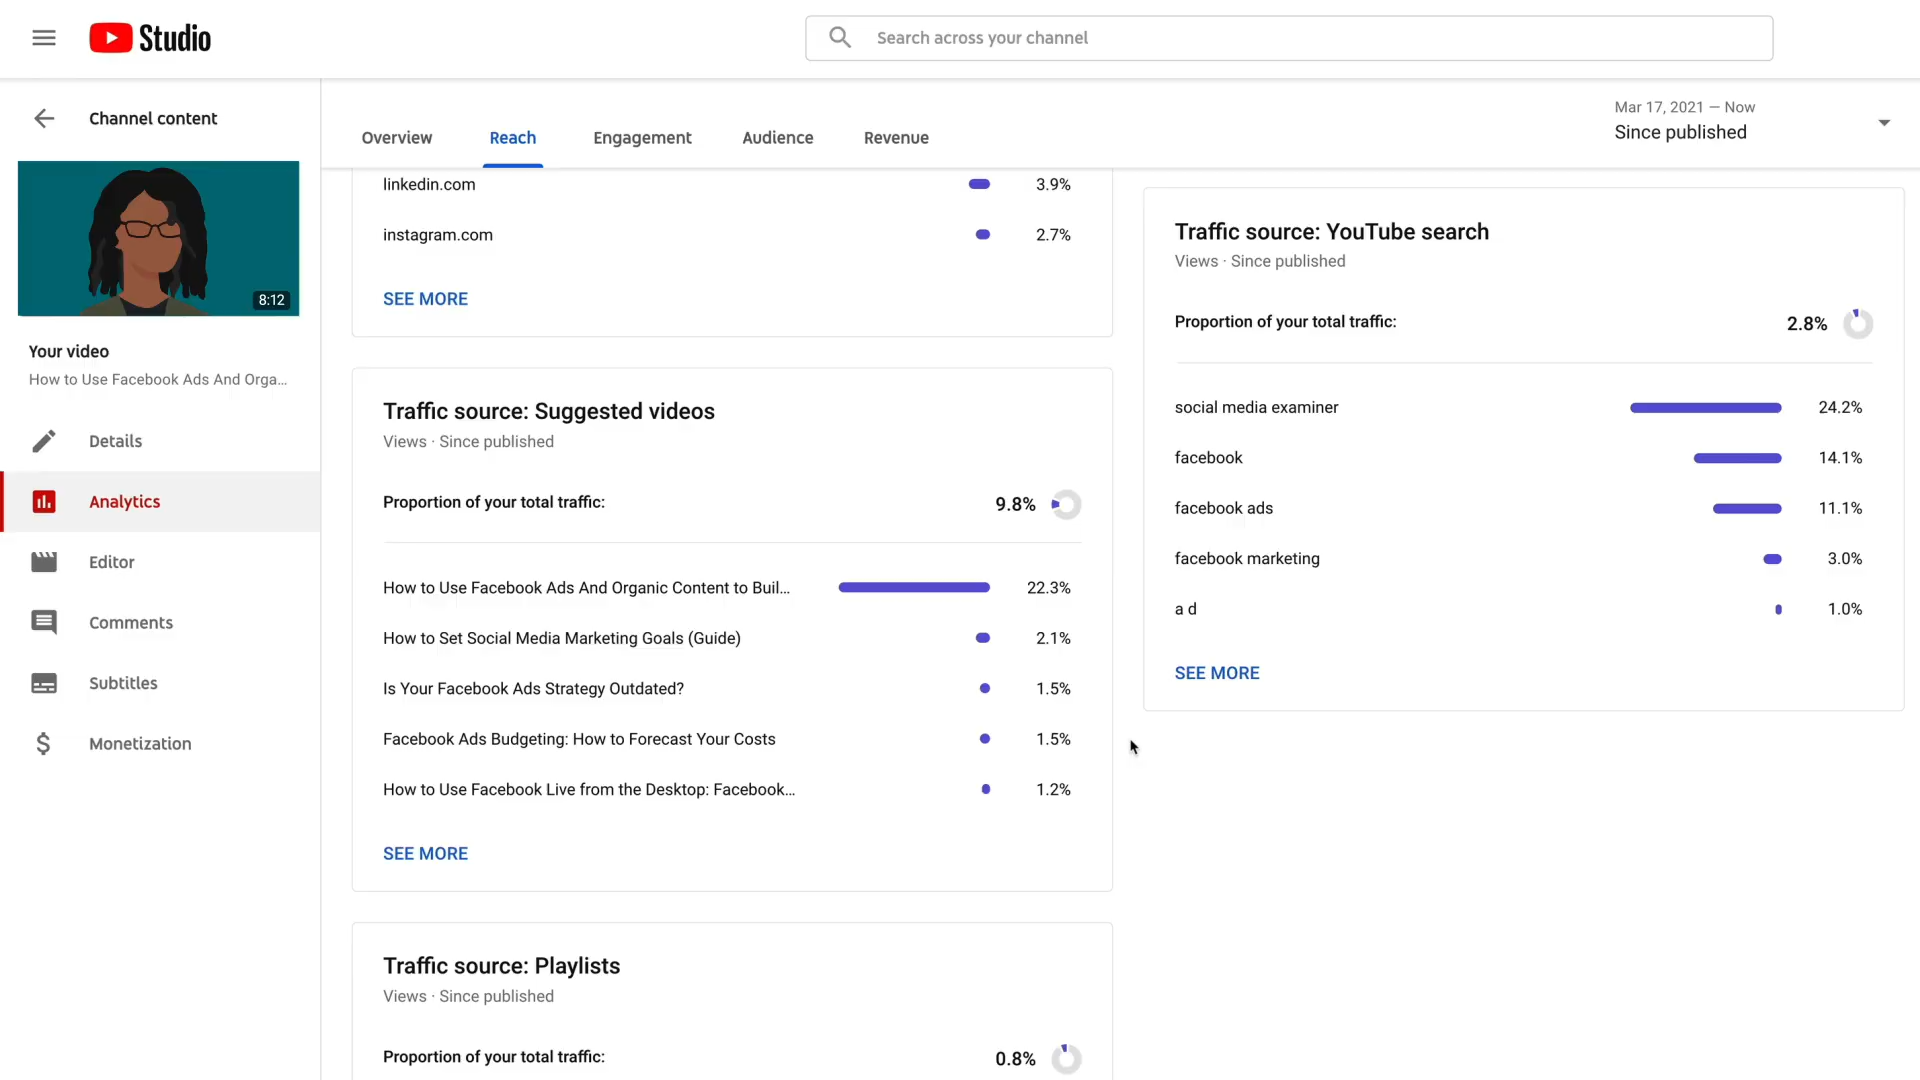 Studio
Search across your channel
Channel content
8:12
Your video
How to Use Facebook Ads And Orga...
Details
Analytics
Editor
Comments
Subtitles
Monetization
Overview
Reach
Engagement
Audience
Revenue
Mar 17, 2021 – Now
Since published
linkedin.com 3.9%
instagram.com 2.7%
SEE MORE
Traffic source: Suggested videos
Views · Since published
Proportion of your total traffic: 9.8%
How to Use Facebook Ads And Organic Content to Buil... 22.3%
How to Set Social Media Marketing Goals (Guide) 2.1%
Is Your Facebook Ads Strategy Outdated? 1.5%
Facebook Ads Budgeting: How to Forecast Your Costs 1.5%
How to Use Facebook Live from the Desktop: Facebook... 1.2%
SEE MORE
Traffic source: Playlists
Views · Since published
Proportion of your total traffic: 0.8%
Traffic source: YouTube search
Views · Since published
Proportion of your total traffic: 2.8%
social media examiner 24.2%
facebook 14.1%
facebook ads 11.1%
facebook marketing 3.0%
a d 1.0%
SEE MORE